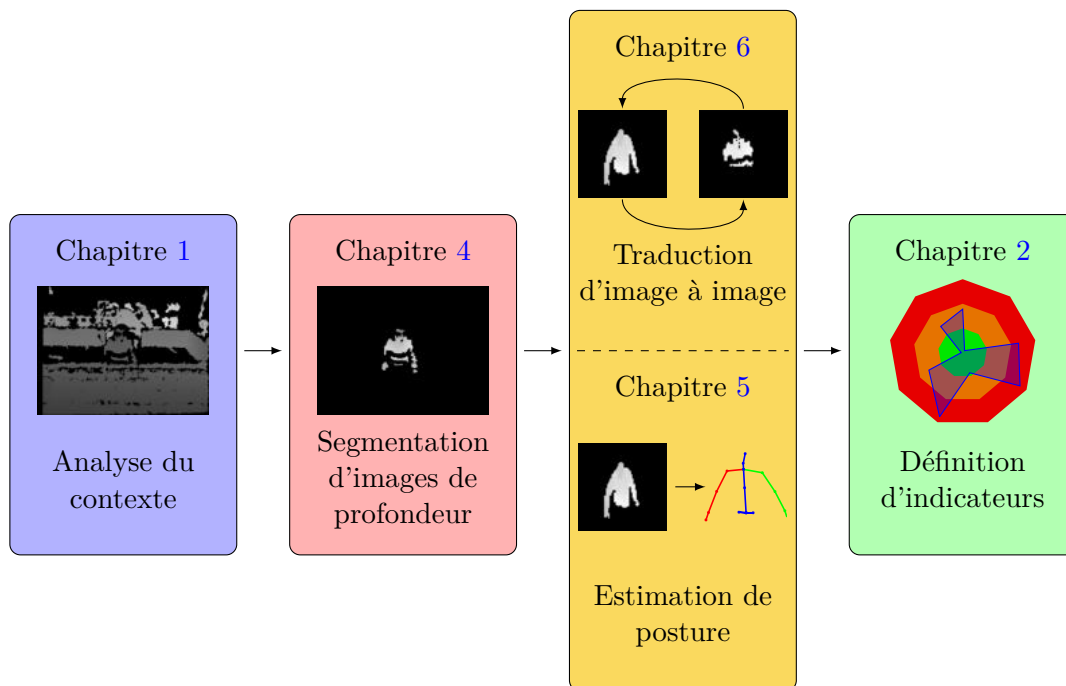 Chapitre 1
Analyse du
contexte
Chapitre 4
Segmentation
d'images de
profondeur
Chapitre 6
Traduction
d'image à image
Chapitre 5
Estimation de
posture
Chapitre 2
Définition
d'indicateurs